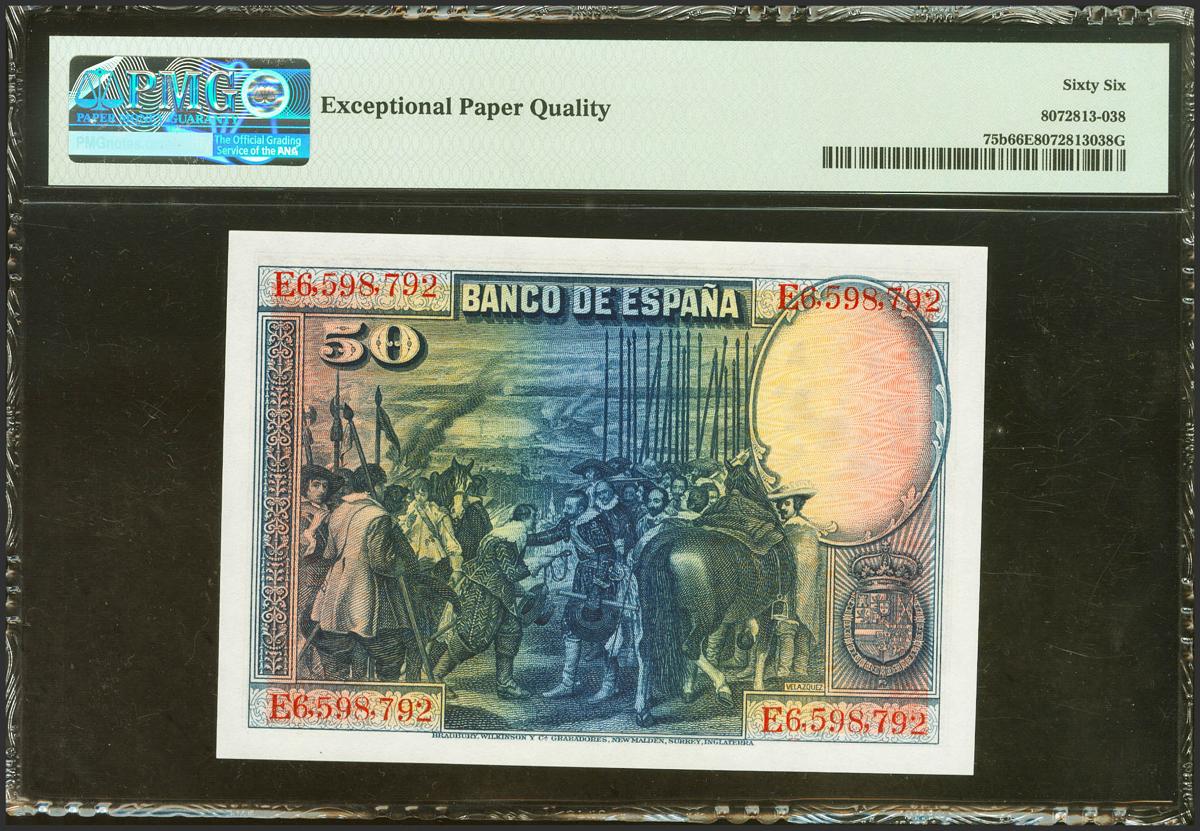 PMG
PAPER MONEY GUARANTY
PMGnotes.com
The Official Grading
Service of the ANA
Exceptional Paper Quality
Sixty Six
8072813-038
75b66E8072813038G
E6,598,792
BANCO DE ESPAÑA
E6,598,792
50
VELAZQUEZ
E6,598,792
E6,598,792
BRADBURY, WILKINSON Y Cª GRABADORES, NEW MALDEN, SURREY, INGLATERRA